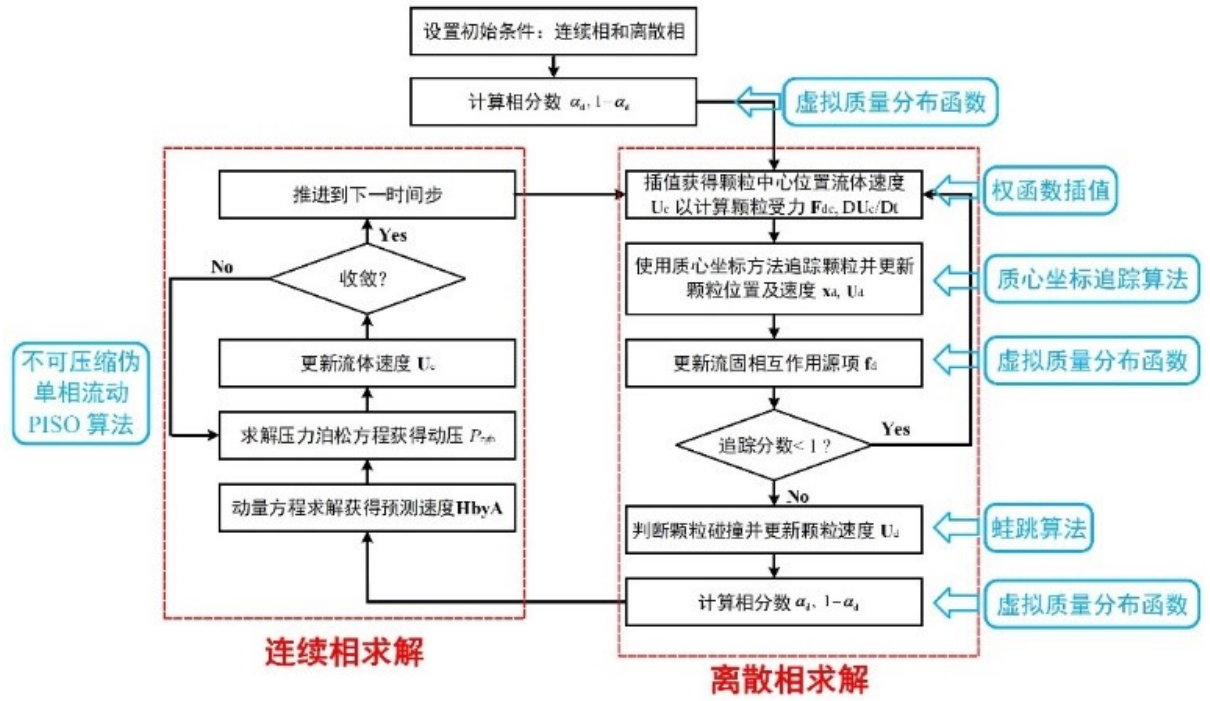 设置初始条件：连续相和离散相
计算相分数 αd, 1-αd
虚拟质量分布函数
推进到下一时间步
插值获得颗粒中心位置流体速度
Uc 以计算颗粒受力 Fdc, DUc/Dt
权函数插值
Yes
No
收敛?
使用质心坐标方法追踪颗粒并更新
颗粒位置及速度 xd, Ud
质心坐标追踪算法
不可压缩伪
单相流动
PISO 算法
更新流体速度 Uc
更新流固相互作用源项 fd
虚拟质量分布函数
求解压力泊松方程获得动压
追踪分数< 1 ?
Yes
No
动量方程求解获得预测速度HbyA
判断颗粒碰撞并更新颗粒速度 Ud
蛙跳算法
计算相分数 αd, 1-αd
虚拟质量分布函数
连续相求解
离散相求解